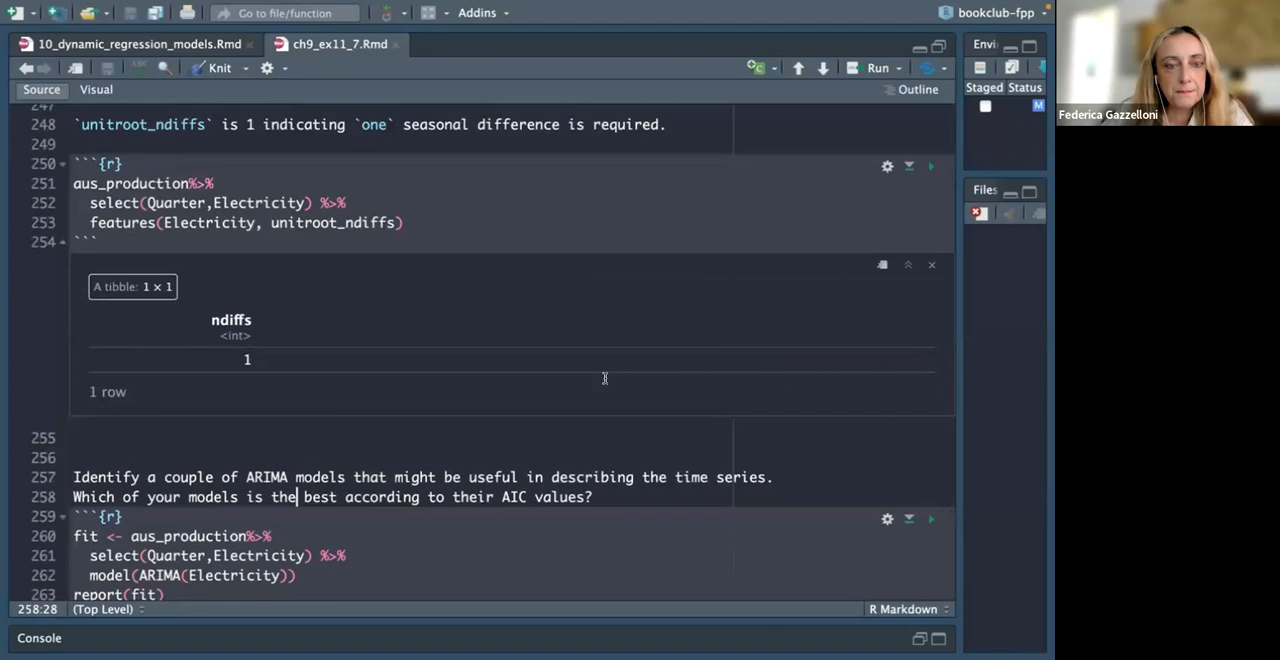 Go to file/function
Addins
bookclub-fpp
10_dynamic_regression_models.Rmd
ch9_ex11_7.Rmd
Envi
ABC
Knit
Run
Source
Visual
Outline
Staged Status
M
Federica Gazzelloni
Files
247
248 `unitroot_ndiffs` is 1 indicating `one` seasonal difference is required.
249
250 ```{r}
251 aus_production%>%
252 select(Quarter,Electricity) %>%
253 features(Electricity, unitroot_ndiffs)
254 ```
A tibble: 1 × 1
ndiffs
<int>
1
1 row
255
256
257 Identify a couple of ARIMA models that might be useful in describing the time series.
258 Which of your models is the best according to their AIC values?
259 ```{r}
260 fit <- aus_production%>%
261 select(Quarter,Electricity) %>%
262 model(ARIMA(Electricity))
263 report(fit)
258:28 (Top Level)
R Markdown
Console